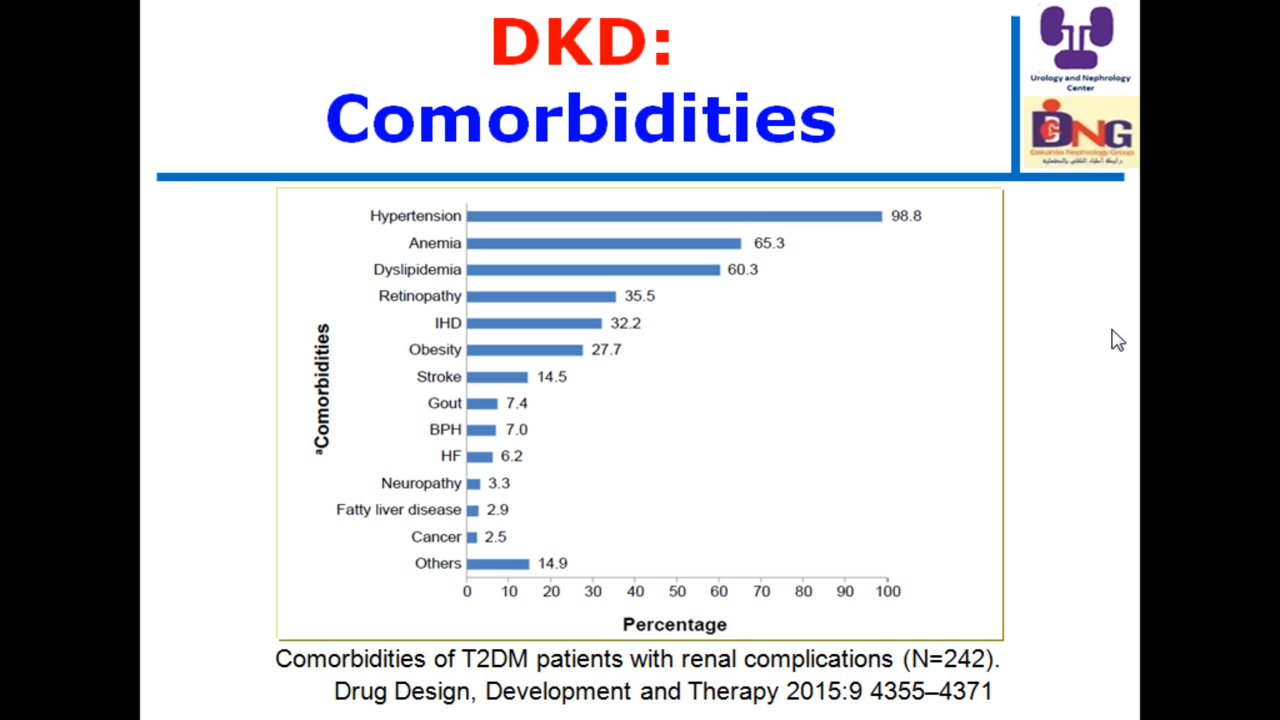 DKD:
Comorbidities
Urology and Nephrology
Center
DNG
Dakahlia Nephrology Group
Hypertension 98.8
Anemia 65.3
Dyslipidemia 60.3
Retinopathy 35.5
IHD 32.2
Obesity 27.7
Stroke 14.5
Gout 7.4
BPH 7.0
HF 6.2
Neuropathy 3.3
Fatty liver disease 2.9
Cancer 2.5
Others 14.9
0 10 20 30 40 50 60 70 80 90 100
Percentage
ᵃComorbidities
Comorbidities of T2DM patients with renal complications (N=242).
Drug Design, Development and Therapy 2015:9 4355–4371